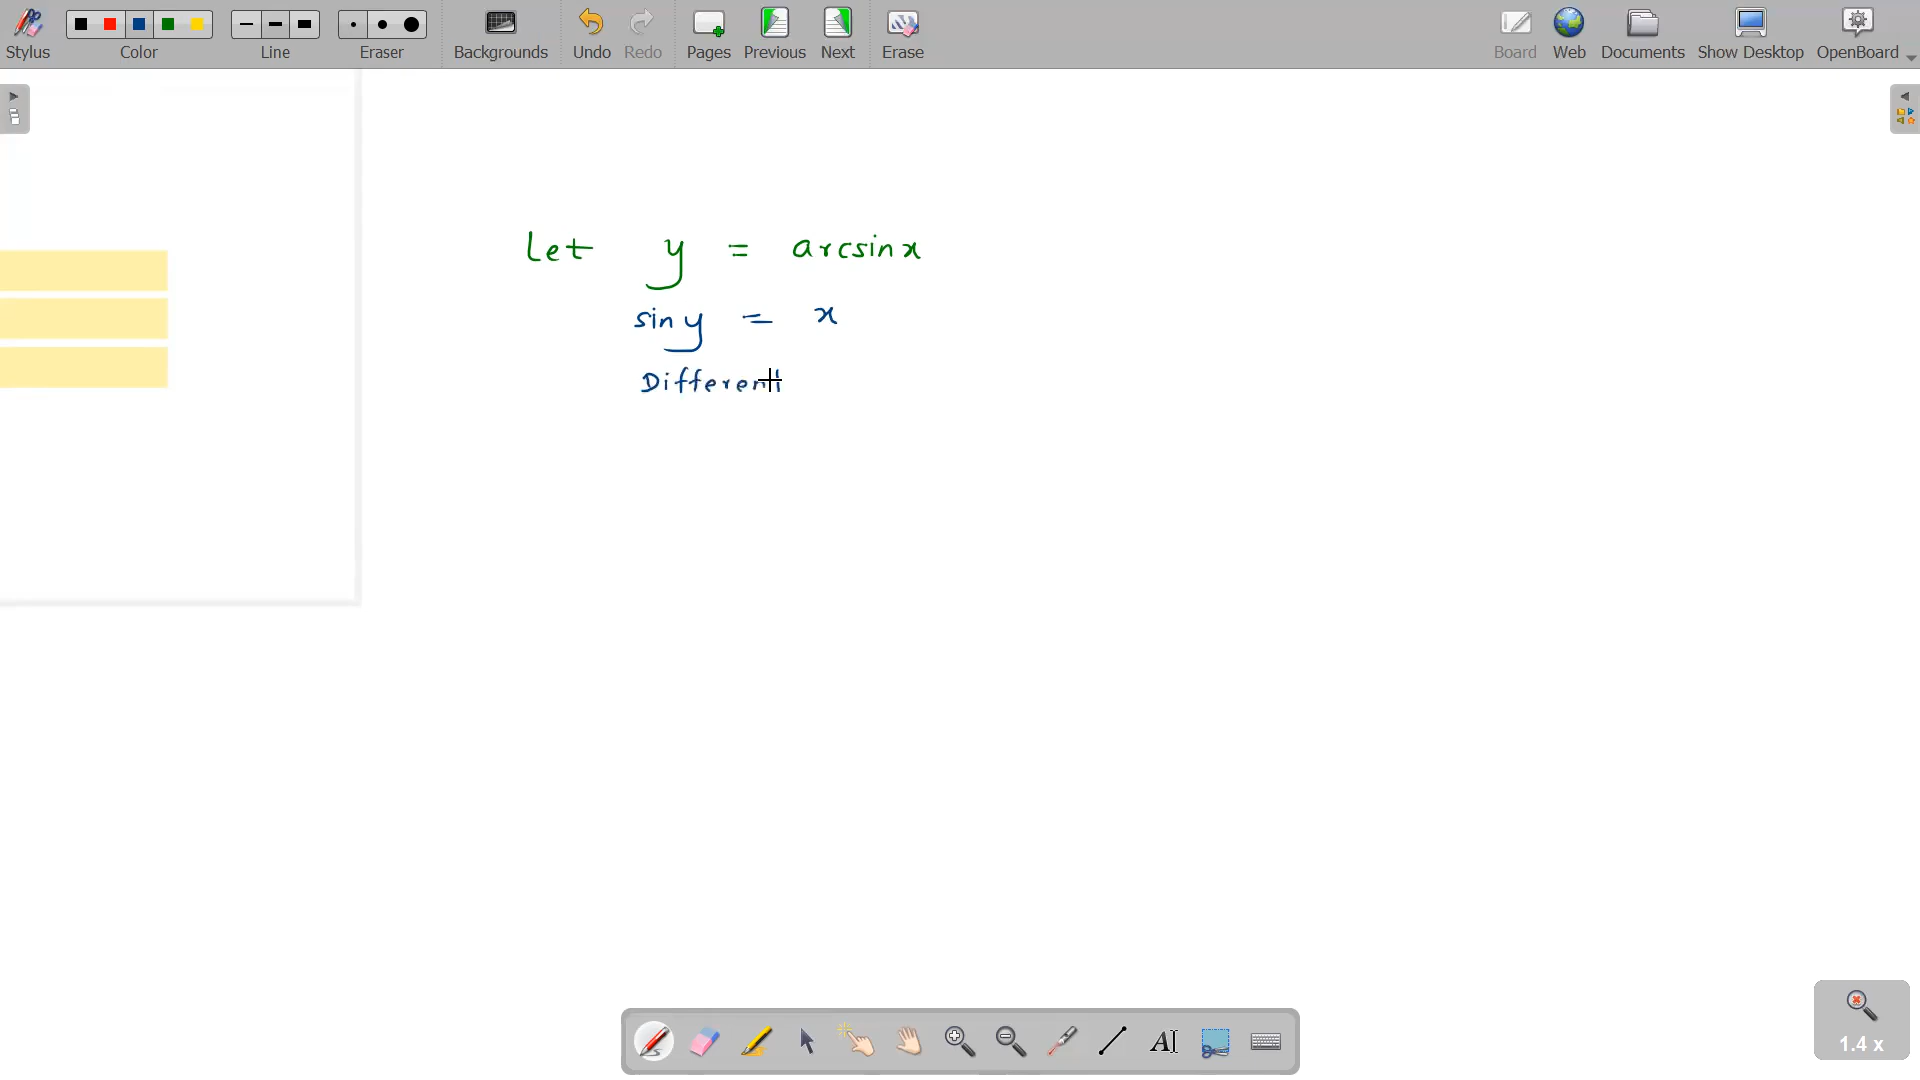 Stylus Color Line Eraser Backgrounds Undo Redo Pages Previous Next Erase Board Web Documents Show Desktop OpenBoard
Let y = arcsin x
sin y = x
Different
1.4 x